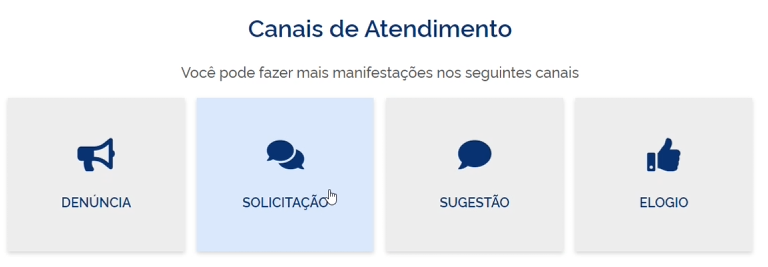 Canais de Atendimento
Você pode fazer mais manifestações nos seguintes canais
DENÚNCIA
SOLICITAÇÃO
SUGESTÃO
ELOGIO